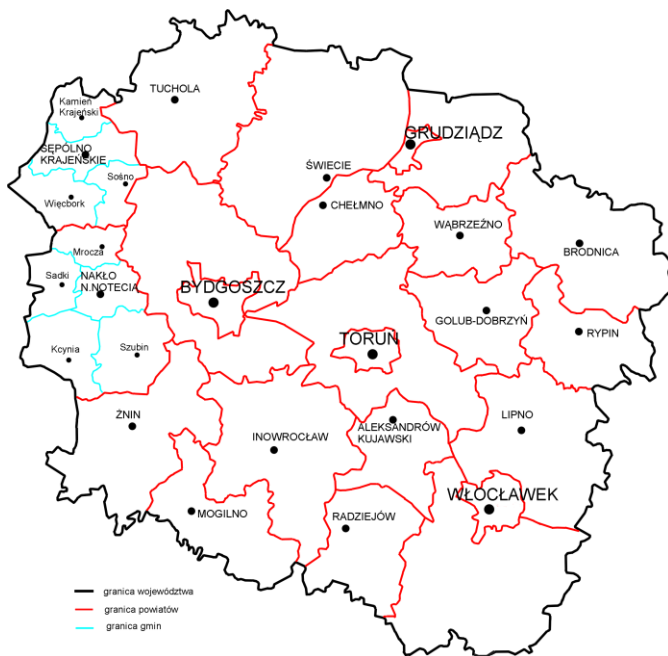 TUCHOLA
Kamień
Krajeński
GRUDZIĄDZ
SĘPÓLNO
KRAJEŃSKIE
Sośno
ŚWIECIE
Więcbork
CHEŁMNO
WĄBRZEŹNO
Mrocza
BRODNICA
Sadki
NAKŁO
N.NOTECIA
BYDGOSZCZ
GOLUB-DOBRZYŃ
RYPIN
TORUŃ
Kcynia
Szubin
ŻNIN
INOWROCŁAW
ALEKSANDRÓW
KUJAWSKI
LIPNO
WŁOCŁAWEK
MOGILNO
RADZIEJÓW
granica województwa
granica powiatów
granica gmin